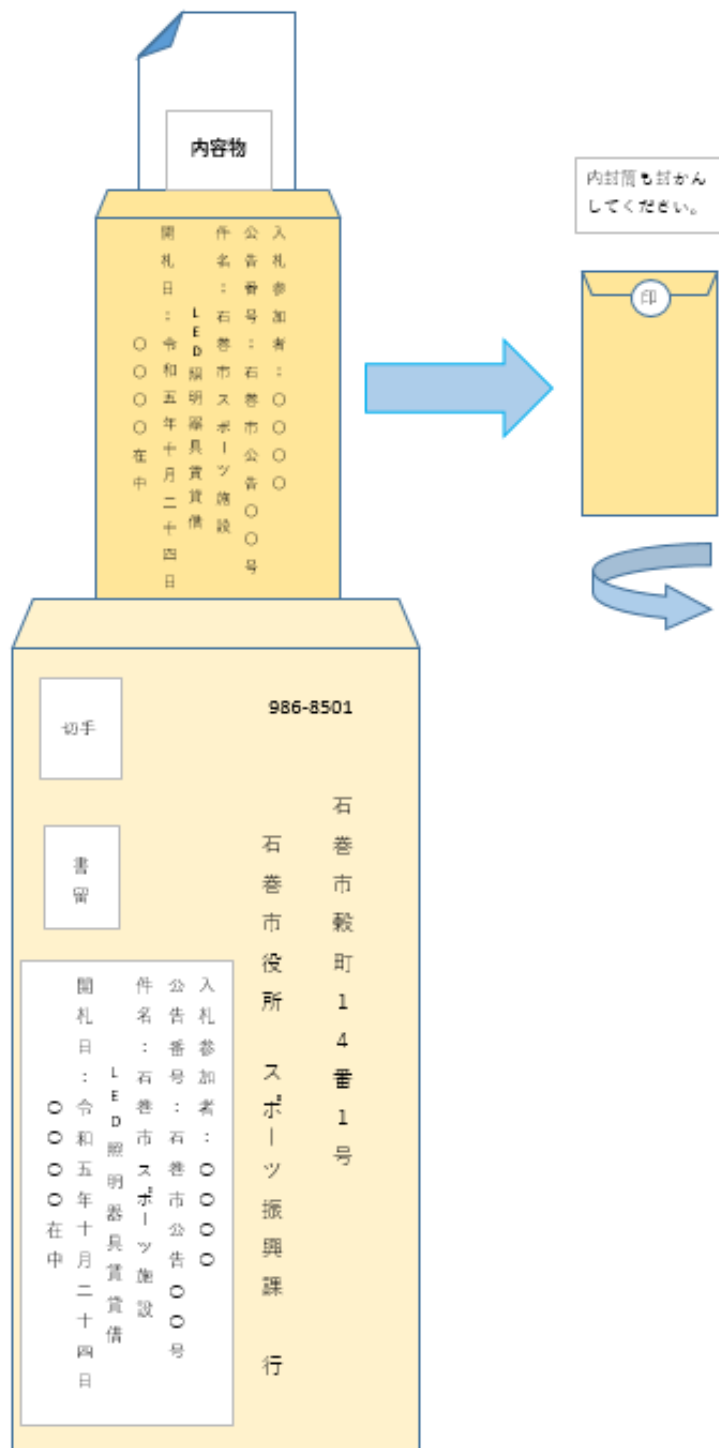 内容物
内封筒も封かん
してください。
印
入札参加者：〇〇〇〇
公告番号：石巻市公告〇〇号
件名：石巻市スポーツ施設
LED照明器具賃貸借
開札日：令和五年十月二十四日
〇〇〇〇在中
切手
986-8501
書留
石巻市穀町14番1号
石巻市役所　スポーツ振興課　行
入札参加者：〇〇〇〇
公告番号：石巻市公告〇〇号
件名：石巻市スポーツ施設
LED照明器具賃貸借
開札日：令和五年十月二十四日
〇〇〇〇在中